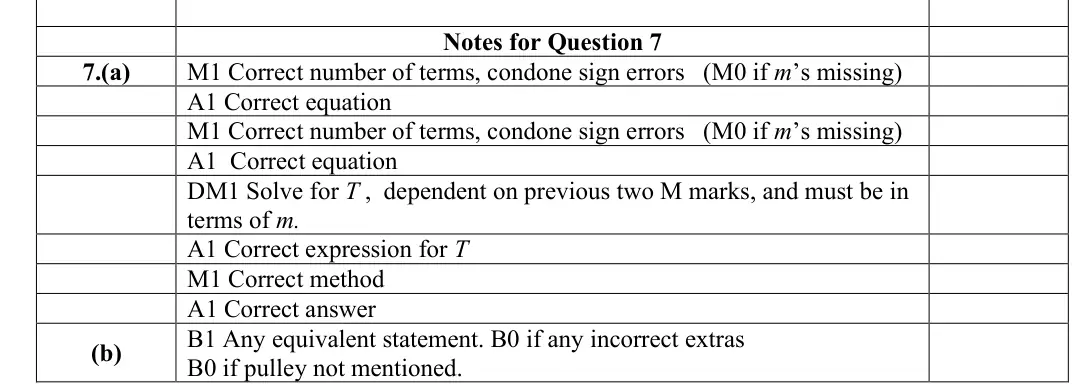 Notes for Question 7
7.(a) M1 Correct number of terms, condone sign errors (M0 if m’s missing)
A1 Correct equation
M1 Correct number of terms, condone sign errors (M0 if m’s missing)
A1 Correct equation
DM1 Solve for T , dependent on previous two M marks, and must be in
terms of m.
A1 Correct expression for T
M1 Correct method
A1 Correct answer
(b) B1 Any equivalent statement. B0 if any incorrect extras
B0 if pulley not mentioned.